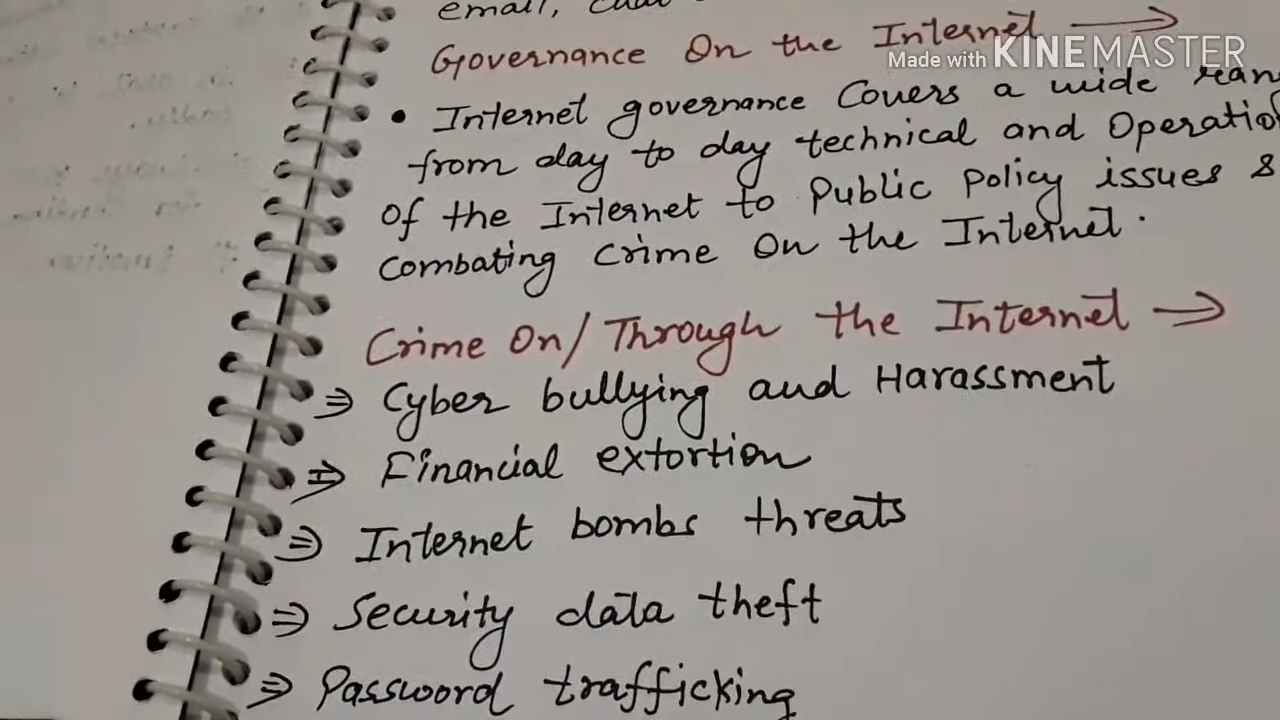 email,
Governance On the Internet →
Made with KINEMASTER
• Internet governance Covers a wide
from day to day technical and
of the Internet to Public Policy issues &
combating Crime On the Internet.
Crime On/Through the Internet →
⇒ Cyber bullying and Harassment
⇒ Financial extortion
⇒ Internet bombs threats
⇒ Security data theft
⇒ Password trafficking